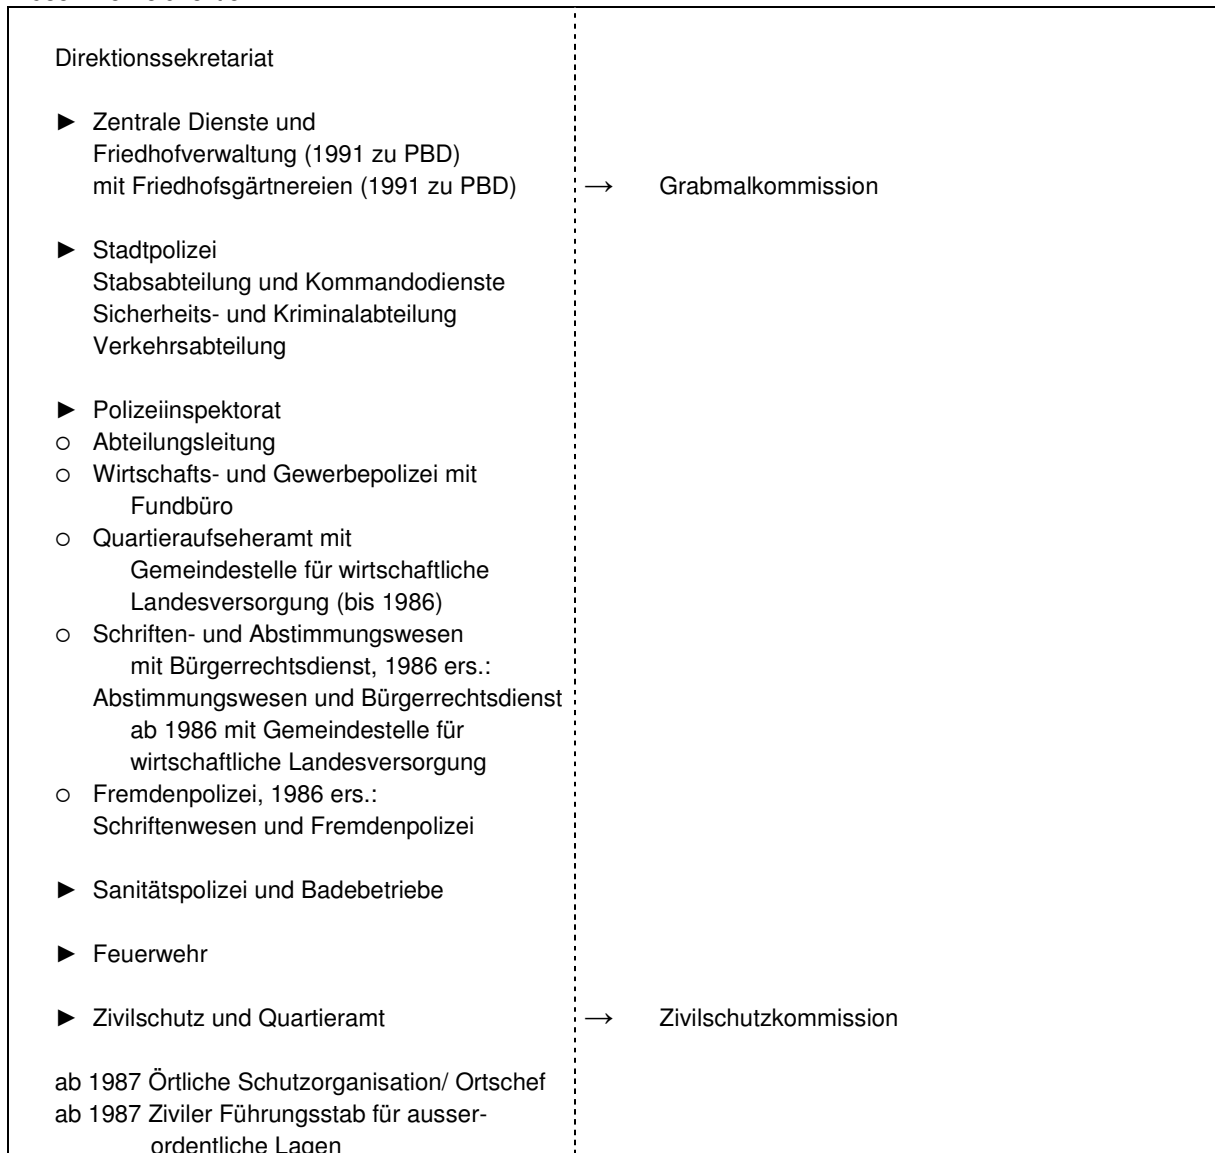 Direktionssekretariat
► Zentrale Dienste und
Friedhofverwaltung (1991 zu PBD)
mit Friedhofsgärtnereien (1991 zu PBD) → Grabmalkommission
► Stadtpolizei
Stabsabteilung und Kommandodienste
Sicherheits- und Kriminalabteilung
Verkehrsabteilung
► Polizeiinspektorat
○ Abteilungsleitung
○ Wirtschafts- und Gewerbepolizei mit
Fundbüro
○ Quartieraufseheramt mit
Gemeindestelle für wirtschaftliche
Landesversorgung (bis 1986)
○ Schriften- und Abstimmungswesen
mit Bürgerrechtsdienst, 1986 ers.:
Abstimmungswesen und Bürgerrechtsdienst
ab 1986 mit Gemeindestelle für
wirtschaftliche Landesversorgung
○ Fremdenpolizei, 1986 ers.:
Schriftenwesen und Fremdenpolizei
► Sanitätspolizei und Badebetriebe
► Feuerwehr
► Zivilschutz und Quartieramt → Zivilschutzkommission
ab 1987 Örtliche Schutzorganisation/ Ortschef
ab 1987 Ziviler Führungsstab für ausser-
ordentliche Lagen